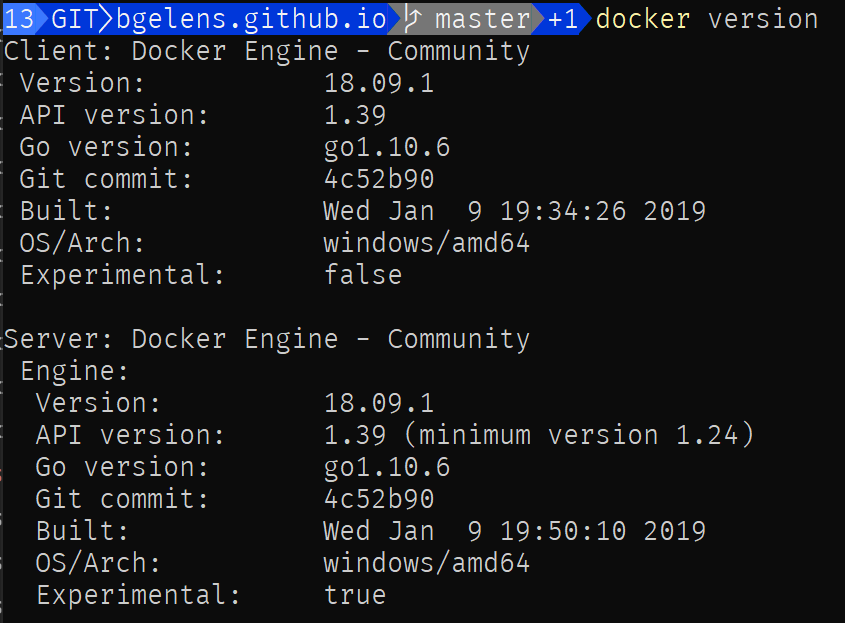 13 GIT>bgelens.github.io master +1 docker version
Client: Docker Engine - Community
 Version:           18.09.1
 API version:       1.39
 Go version:        go1.10.6
 Git commit:        4c52b90
 Built:             Wed Jan  9 19:34:26 2019
 OS/Arch:           windows/amd64
 Experimental:      false

Server: Docker Engine - Community
 Engine:
  Version:          18.09.1
  API version:      1.39 (minimum version 1.24)
  Go version:       go1.10.6
  Git commit:       4c52b90
  Built:            Wed Jan  9 19:50:10 2019
  OS/Arch:          windows/amd64
  Experimental:     true